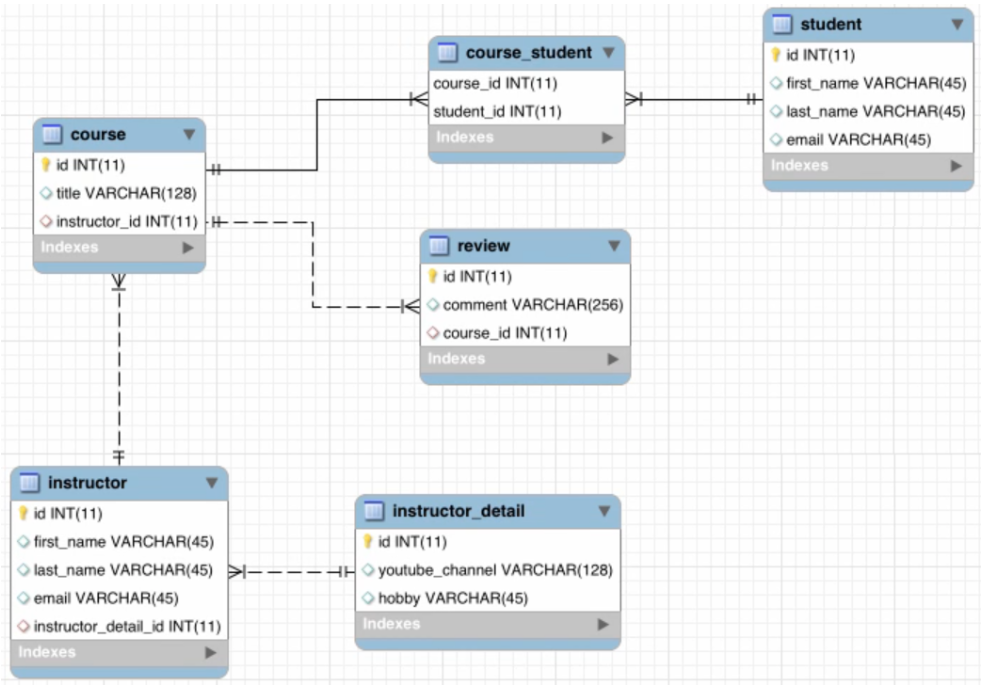 student
id INT(11)
first_name VARCHAR(45)
last_name VARCHAR(45)
email VARCHAR(45)
Indexes
course_student
course_id INT(11)
student_id INT(11)
Indexes
course
id INT(11)
title VARCHAR(128)
instructor_id INT(11)
Indexes
review
id INT(11)
comment VARCHAR(256)
course_id INT(11)
Indexes
instructor
id INT(11)
first_name VARCHAR(45)
last_name VARCHAR(45)
email VARCHAR(45)
instructor_detail_id INT(11)
Indexes
instructor_detail
id INT(11)
youtube_channel VARCHAR(128)
hobby VARCHAR(45)
Indexes